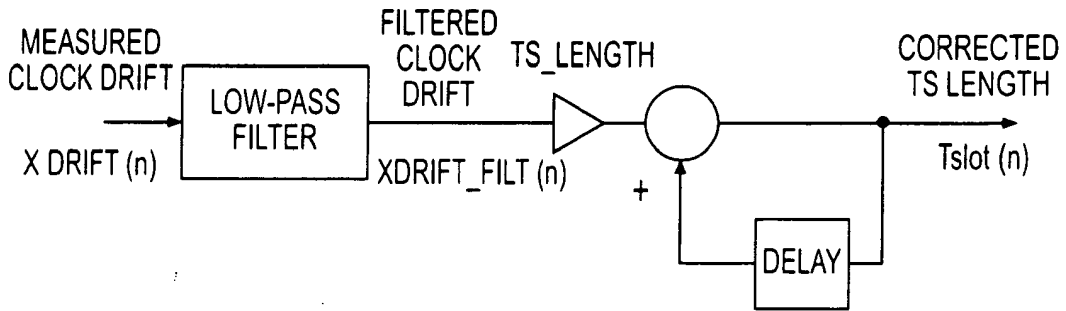 MEASURED
CLOCK DRIFT
X DRIFT (n)
LOW-PASS
FILTER
FILTERED
CLOCK
DRIFT
XDRIFT_FILT (n)
TS_LENGTH
+
DELAY
CORRECTED
TS LENGTH
Tslot (n)